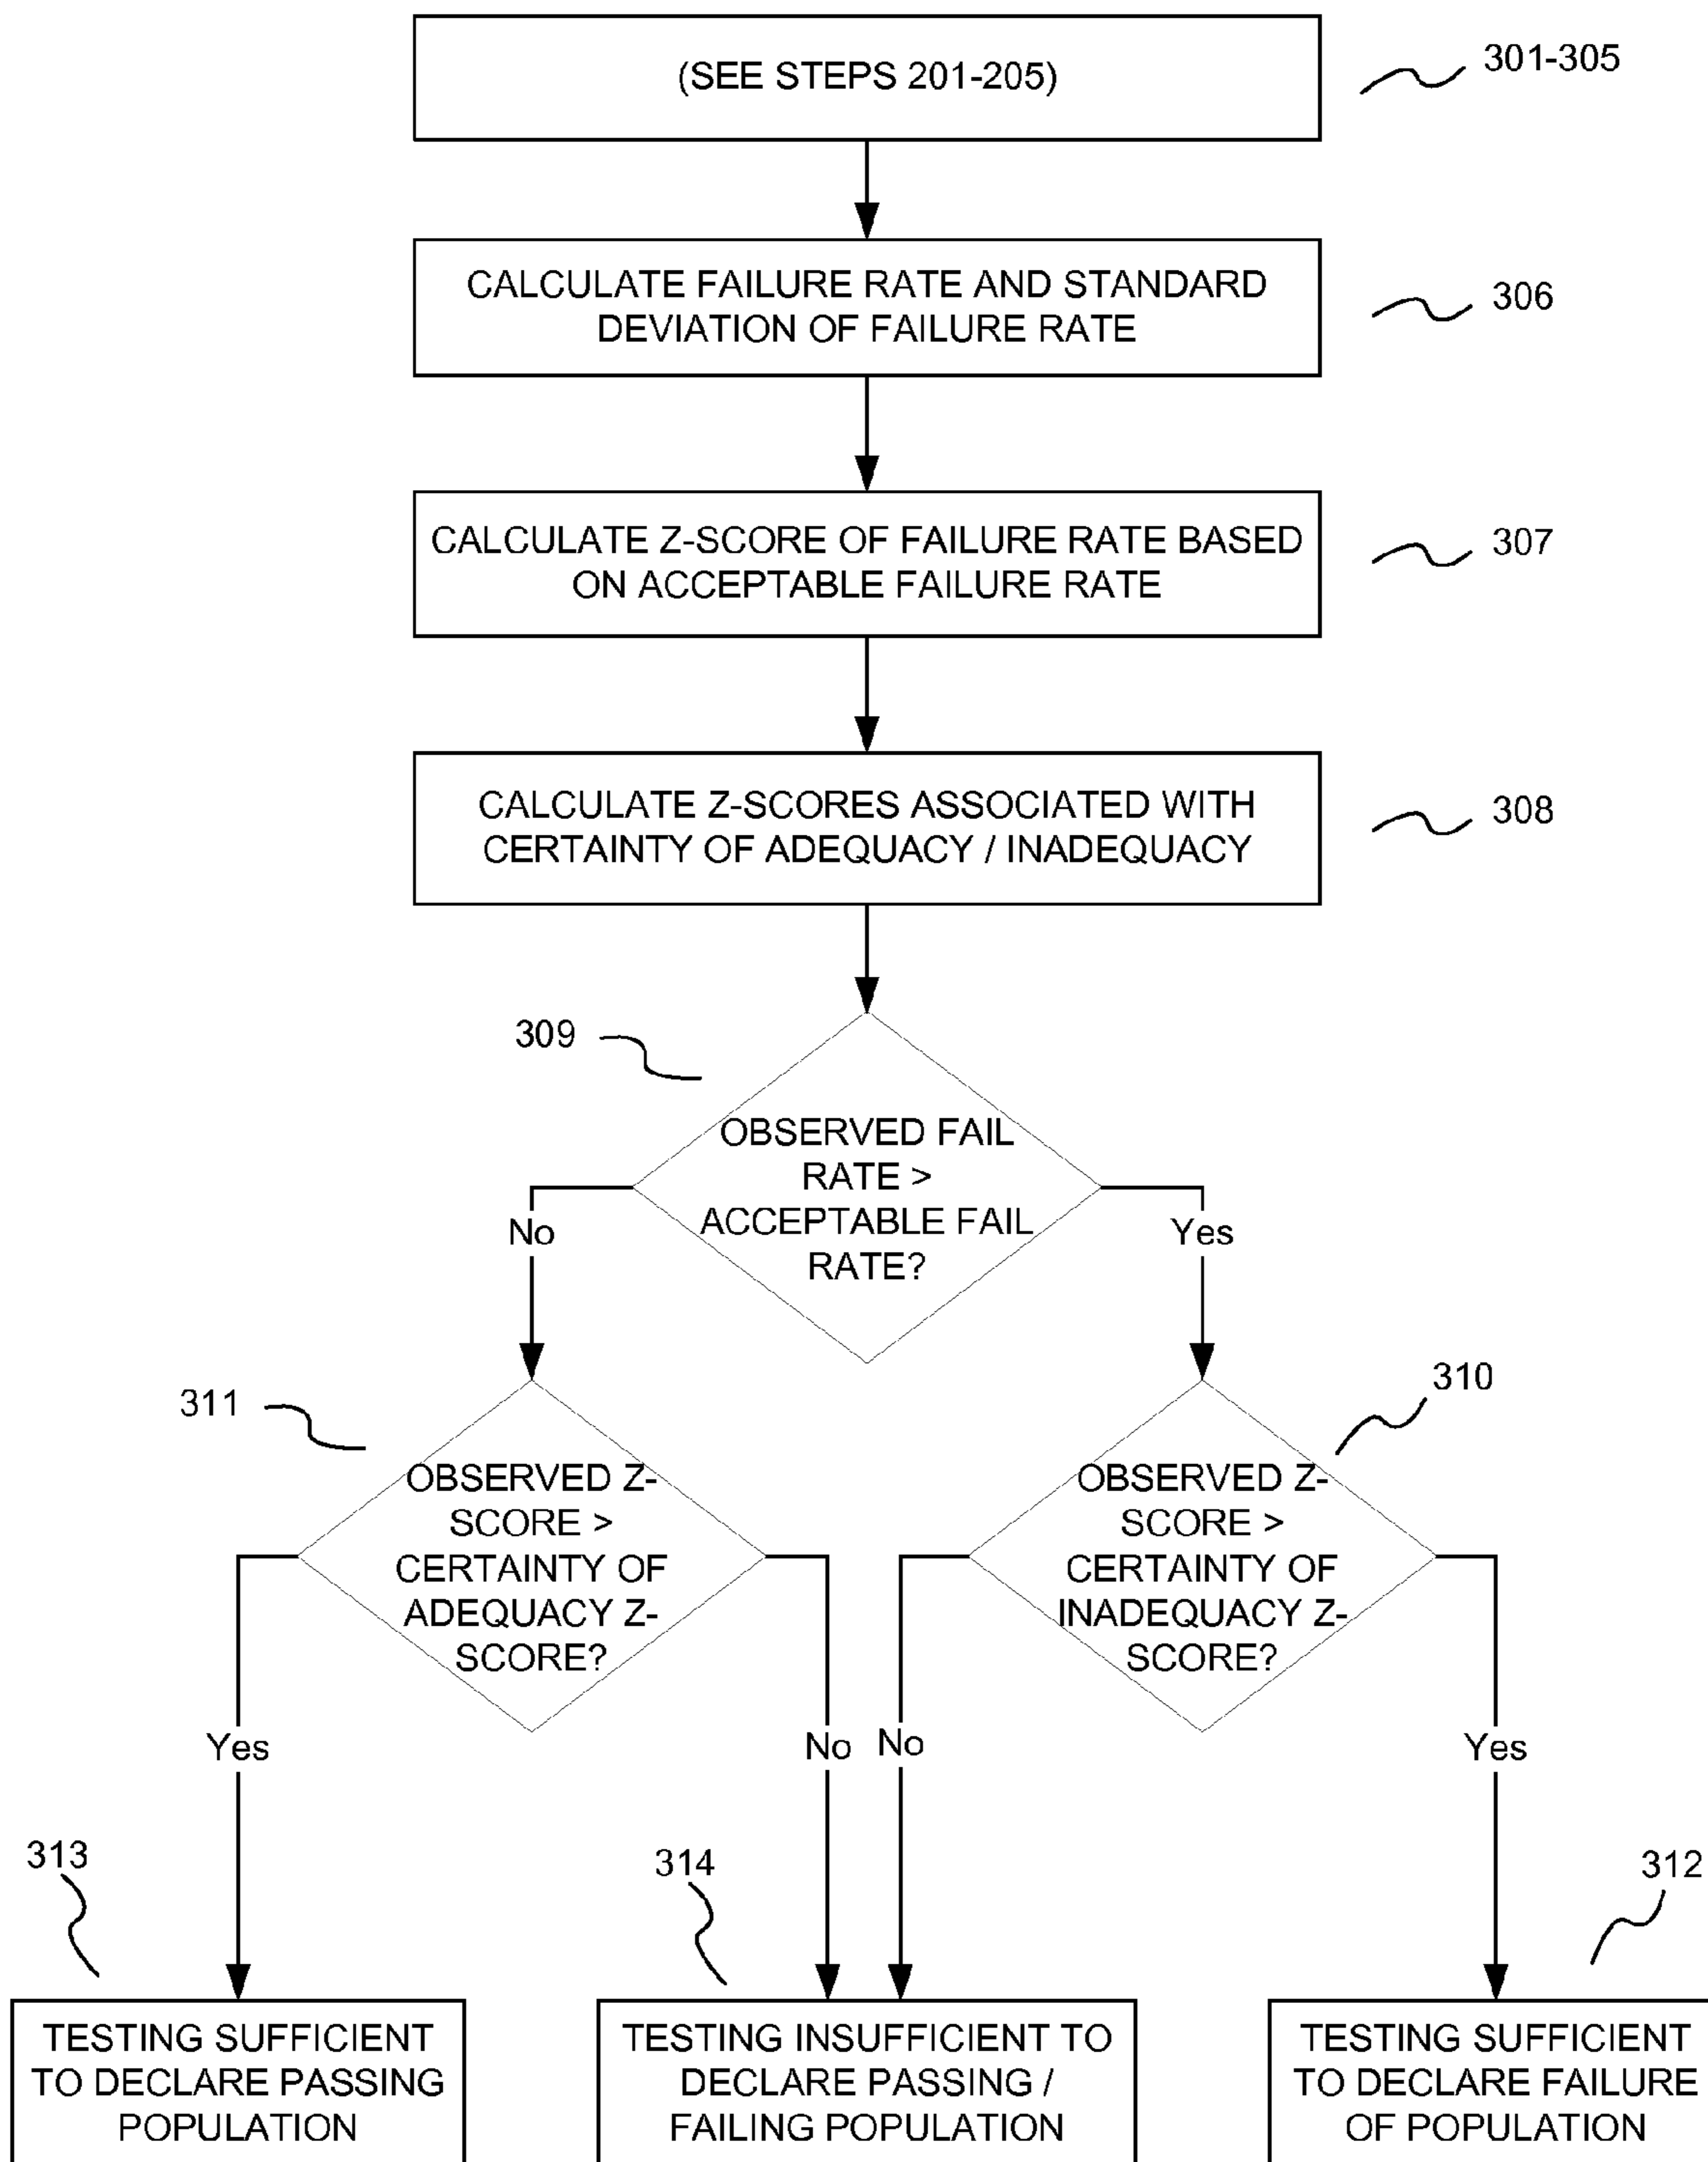 (SEE STEPS 201-205)
301-305
CALCULATE FAILURE RATE AND STANDARD
DEVIATION OF FAILURE RATE
306
CALCULATE Z-SCORE OF FAILURE RATE BASED
ON ACCEPTABLE FAILURE RATE
307
CALCULATE Z-SCORES ASSOCIATED WITH
CERTAINTY OF ADEQUACY / INADEQUACY
308
309
OBSERVED FAIL
RATE >
ACCEPTABLE FAIL
RATE?
No
Yes
311
OBSERVED Z-
SCORE >
CERTAINTY OF
ADEQUACY Z-
SCORE?
310
OBSERVED Z-
SCORE >
CERTAINTY OF
INADEQUACY Z-
SCORE?
Yes
No
No
Yes
313
314
312
TESTING SUFFICIENT
TO DECLARE PASSING
POPULATION
TESTING INSUFFICIENT TO
DECLARE PASSING /
FAILING POPULATION
TESTING SUFFICIENT
TO DECLARE FAILURE
OF POPULATION